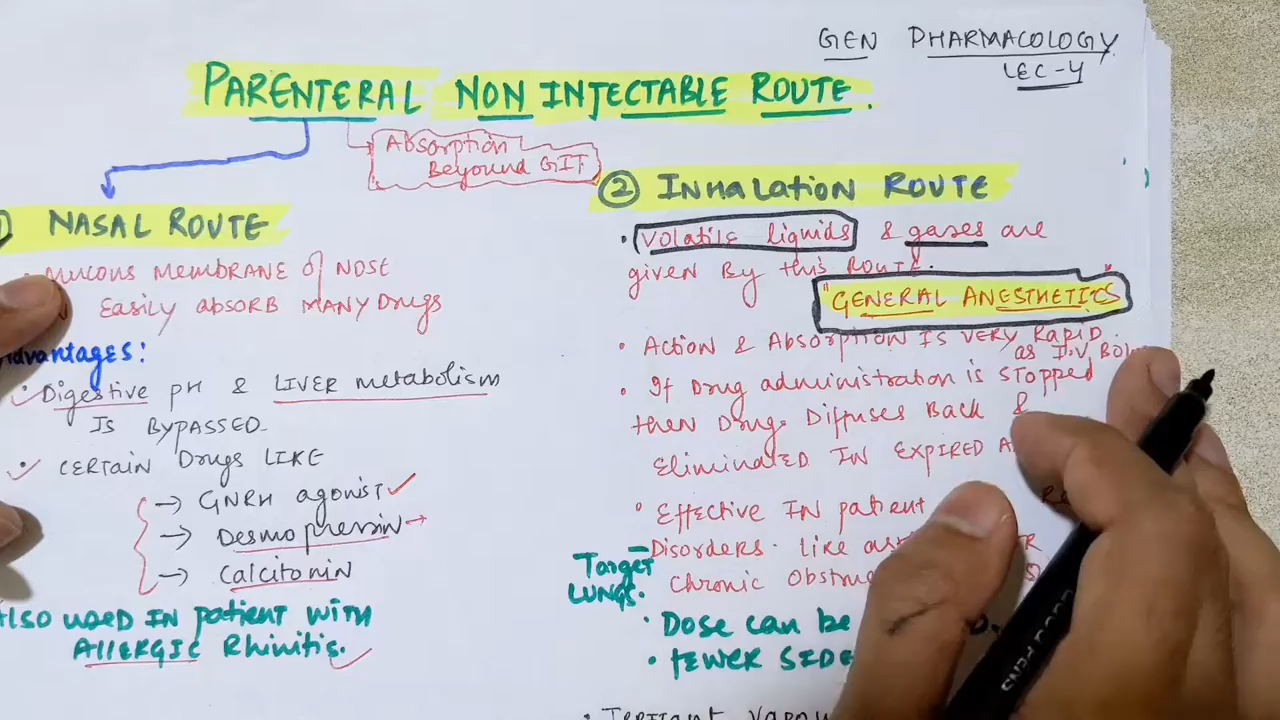 GEN PHARMACOLOGY
LEC-4
PARENTERAL NON INJECTABLE ROUTE.
Absorption
Beyound GIT
NASAL ROUTE
Mucous MEMBRANE of NOSE
Easily absorb MANY Drugs
Advantages:
Digestive pH & LIVER metabolism
Is BYPASSED
CERTAIN Drugs LIKE
→ GNRH agonist
→ Desmopressin →
→ Calcitonin
Also used IN patient with
ALLERGIC Rhinitis.
② INHALATION ROUTE
• Volatile liquids & gases are
given By this Route.
"GENERAL ANESTHETICS"
• Action & Absorption Is VERY Rapid.
as I.V Bolus
• If Drug administration is STOPPED
then Drug Diffuses Back &
Eliminated IN EXPIRED
• Effective IN patient
Disorders. like
Target
LUNGS.
Chronic
• Dose can be
• FEWER SIDE